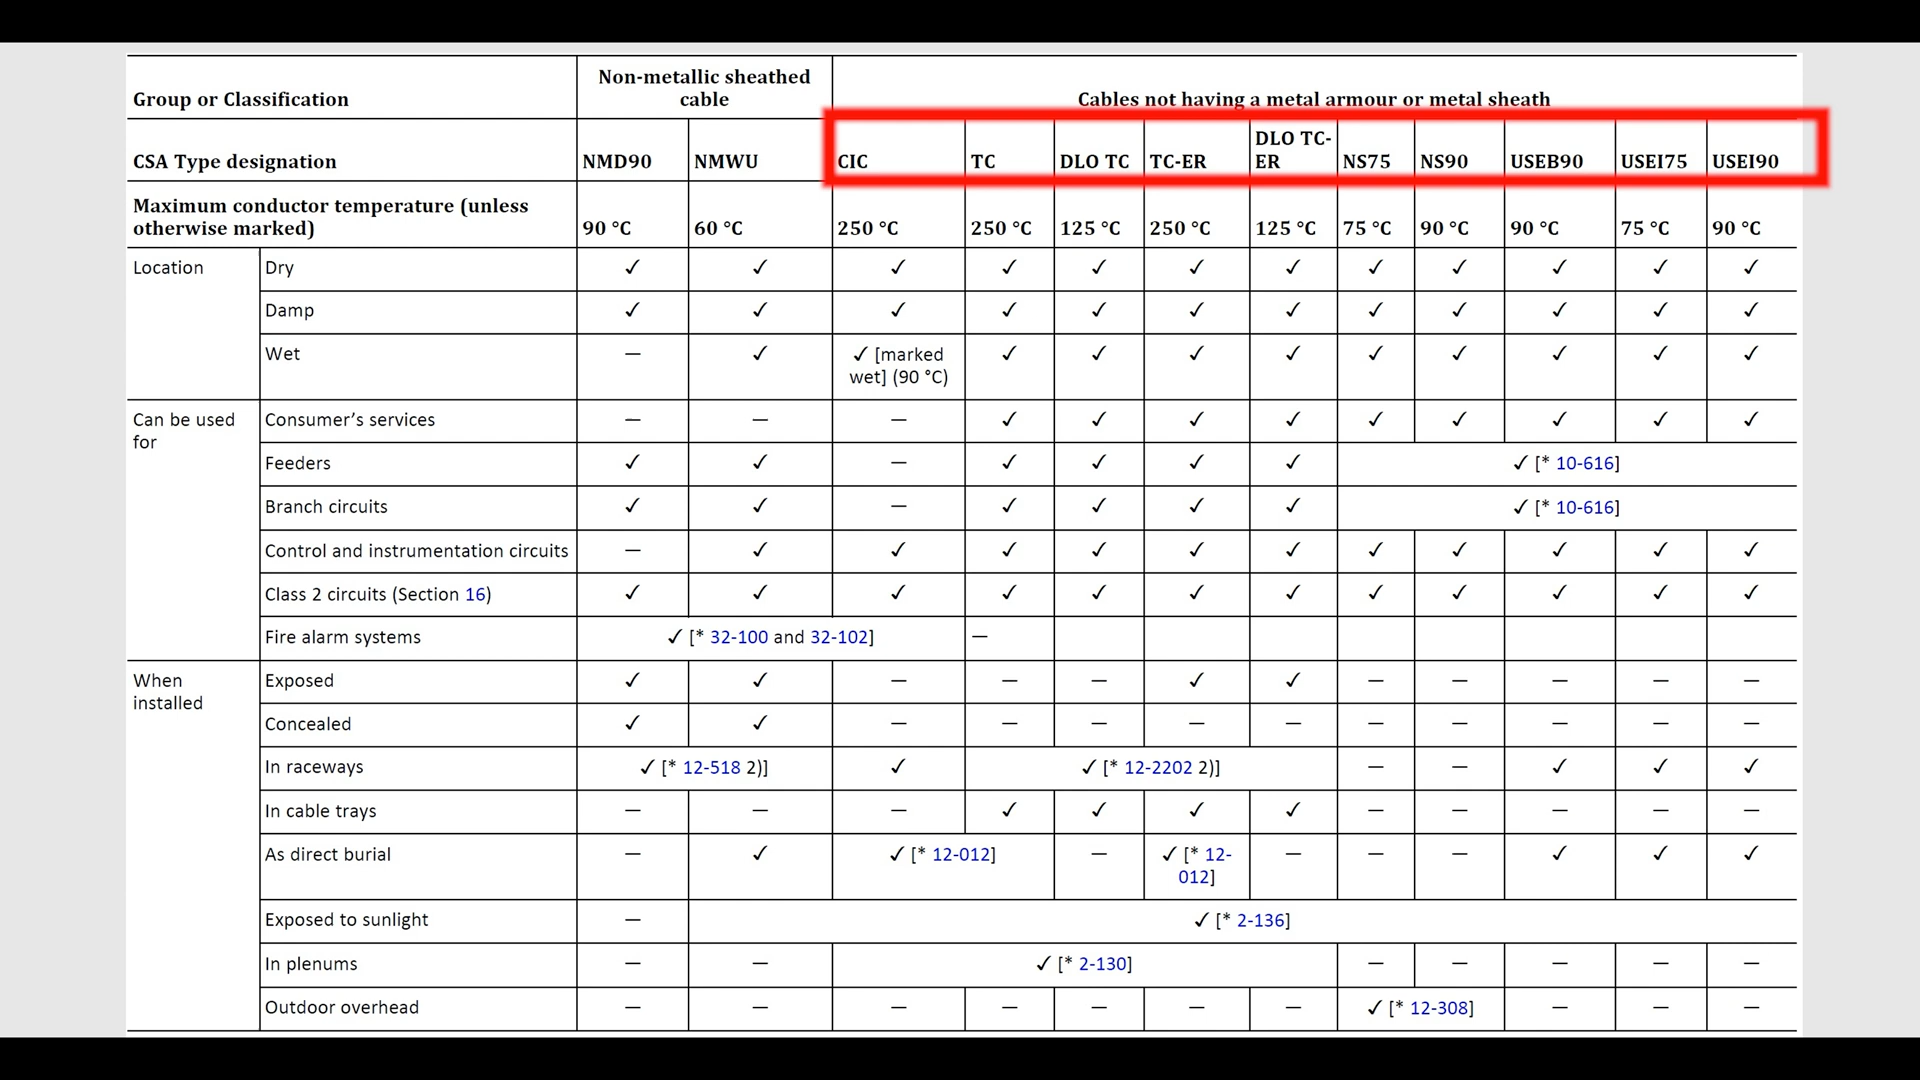 Group or Classification Non-metallic sheathed cable Cables not having a metal armour or metal sheath
CSA Type designation NMD90 NMWU CIC TC DLO TC TC-ER DLO TC-ER NS75 NS90 USEB90 USEI75 USEI90
Maximum conductor temperature (unless otherwise marked) 90 °C 60 °C 250 °C 250 °C 125 °C 250 °C 125 °C 75 °C 90 °C 90 °C 75 °C 90 °C
Location Dry ✓ ✓ ✓ ✓ ✓ ✓ ✓ ✓ ✓ ✓ ✓ ✓
Damp ✓ ✓ ✓ ✓ ✓ ✓ ✓ ✓ ✓ ✓ ✓ ✓
Wet — ✓ ✓ [marked wet] (90 °C) ✓ ✓ ✓ ✓ ✓ ✓ ✓ ✓ ✓
Can be used for Consumer’s services — — — ✓ ✓ ✓ ✓ ✓ ✓ ✓ ✓ ✓
Feeders ✓ ✓ — ✓ ✓ ✓ ✓ ✓ [* 10-616]
Branch circuits ✓ ✓ — ✓ ✓ ✓ ✓ ✓ [* 10-616]
Control and instrumentation circuits — ✓ ✓ ✓ ✓ ✓ ✓ ✓ ✓ ✓ ✓ ✓
Class 2 circuits (Section 16) ✓ ✓ ✓ ✓ ✓ ✓ ✓ ✓ ✓ ✓ ✓ ✓
Fire alarm systems ✓ [* 32-100 and 32-102] —
When installed Exposed ✓ ✓ — — — ✓ ✓ — — — — —
Concealed ✓ ✓ — — — — — — — — — —
In raceways ✓ [* 12-518 2)] ✓ ✓ [* 12-2202 2)] — — ✓ ✓ ✓
In cable trays — — — ✓ ✓ ✓ ✓ — — — — —
As direct burial — ✓ ✓ [* 12-012] — ✓ [* 12-012] — — — ✓ ✓ ✓
Exposed to sunlight — ✓ [* 2-136]
In plenums — — ✓ [* 2-130] — — — — —
Outdoor overhead — — — — — — — ✓ [* 12-308] — — —